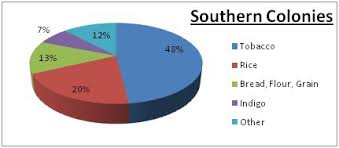 Southern Colonies
7%
12%
48%
13%
20%
Tobacco
Rice
Bread, Flour, Grain
Indigo
Other